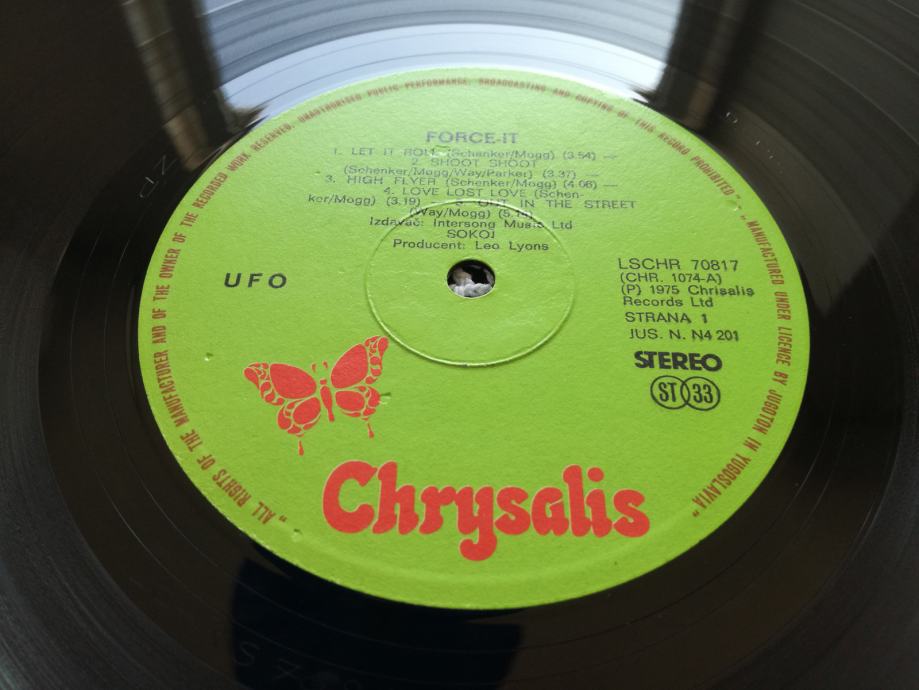 "ALL RIGHTS OF THE MANUFACTURER AND OF THE OWNER OF THE RECORDED WORK RESERVED. UNAUTHORISED PUBLIC PERFORMANCE, BROADCASTING AND COPYING OF THIS RECORD PROHIBITED"
"MANUFACTURED UNDER LICENCE BY JUGOTON IN YUGOSLAVIA"
FORCE-IT
1. LET IT ROLL (Schenker/Mogg) (3.54) —
2. SHOOT SHOOT
(Schenker/Mogg/Way/Parker) (3.37) —
3. HIGH FLYER (Schenker/Mogg) (4.06) —
4. LOVE LOST LOVE (Schen-
ker/Mogg) (3.19) 5. OUT IN THE STREET
(Way/Mogg)
Izdavač: Intersong Music Ltd
SOKOJ
Producent: Leo Lyons
UFO
LSCHR 70817
(CHR. 1074-A)
(P) 1975 Chrisalis
Records Ltd
STRANA 1
JUS. N. N4 201
STEREO
ST 33
Chrysalis